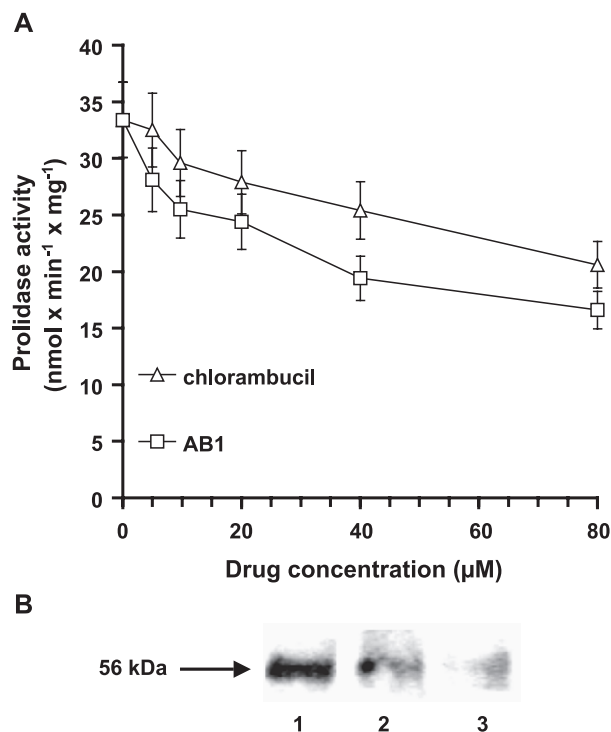 A
40
35
30
25
20
15
10
5
0
Prolidase activity
(nmol x min⁻¹ x mg⁻¹)
chlorambucil
AB1
0 20 40 60 80
Drug concentration (µM)
B
56 kDa
1 2 3